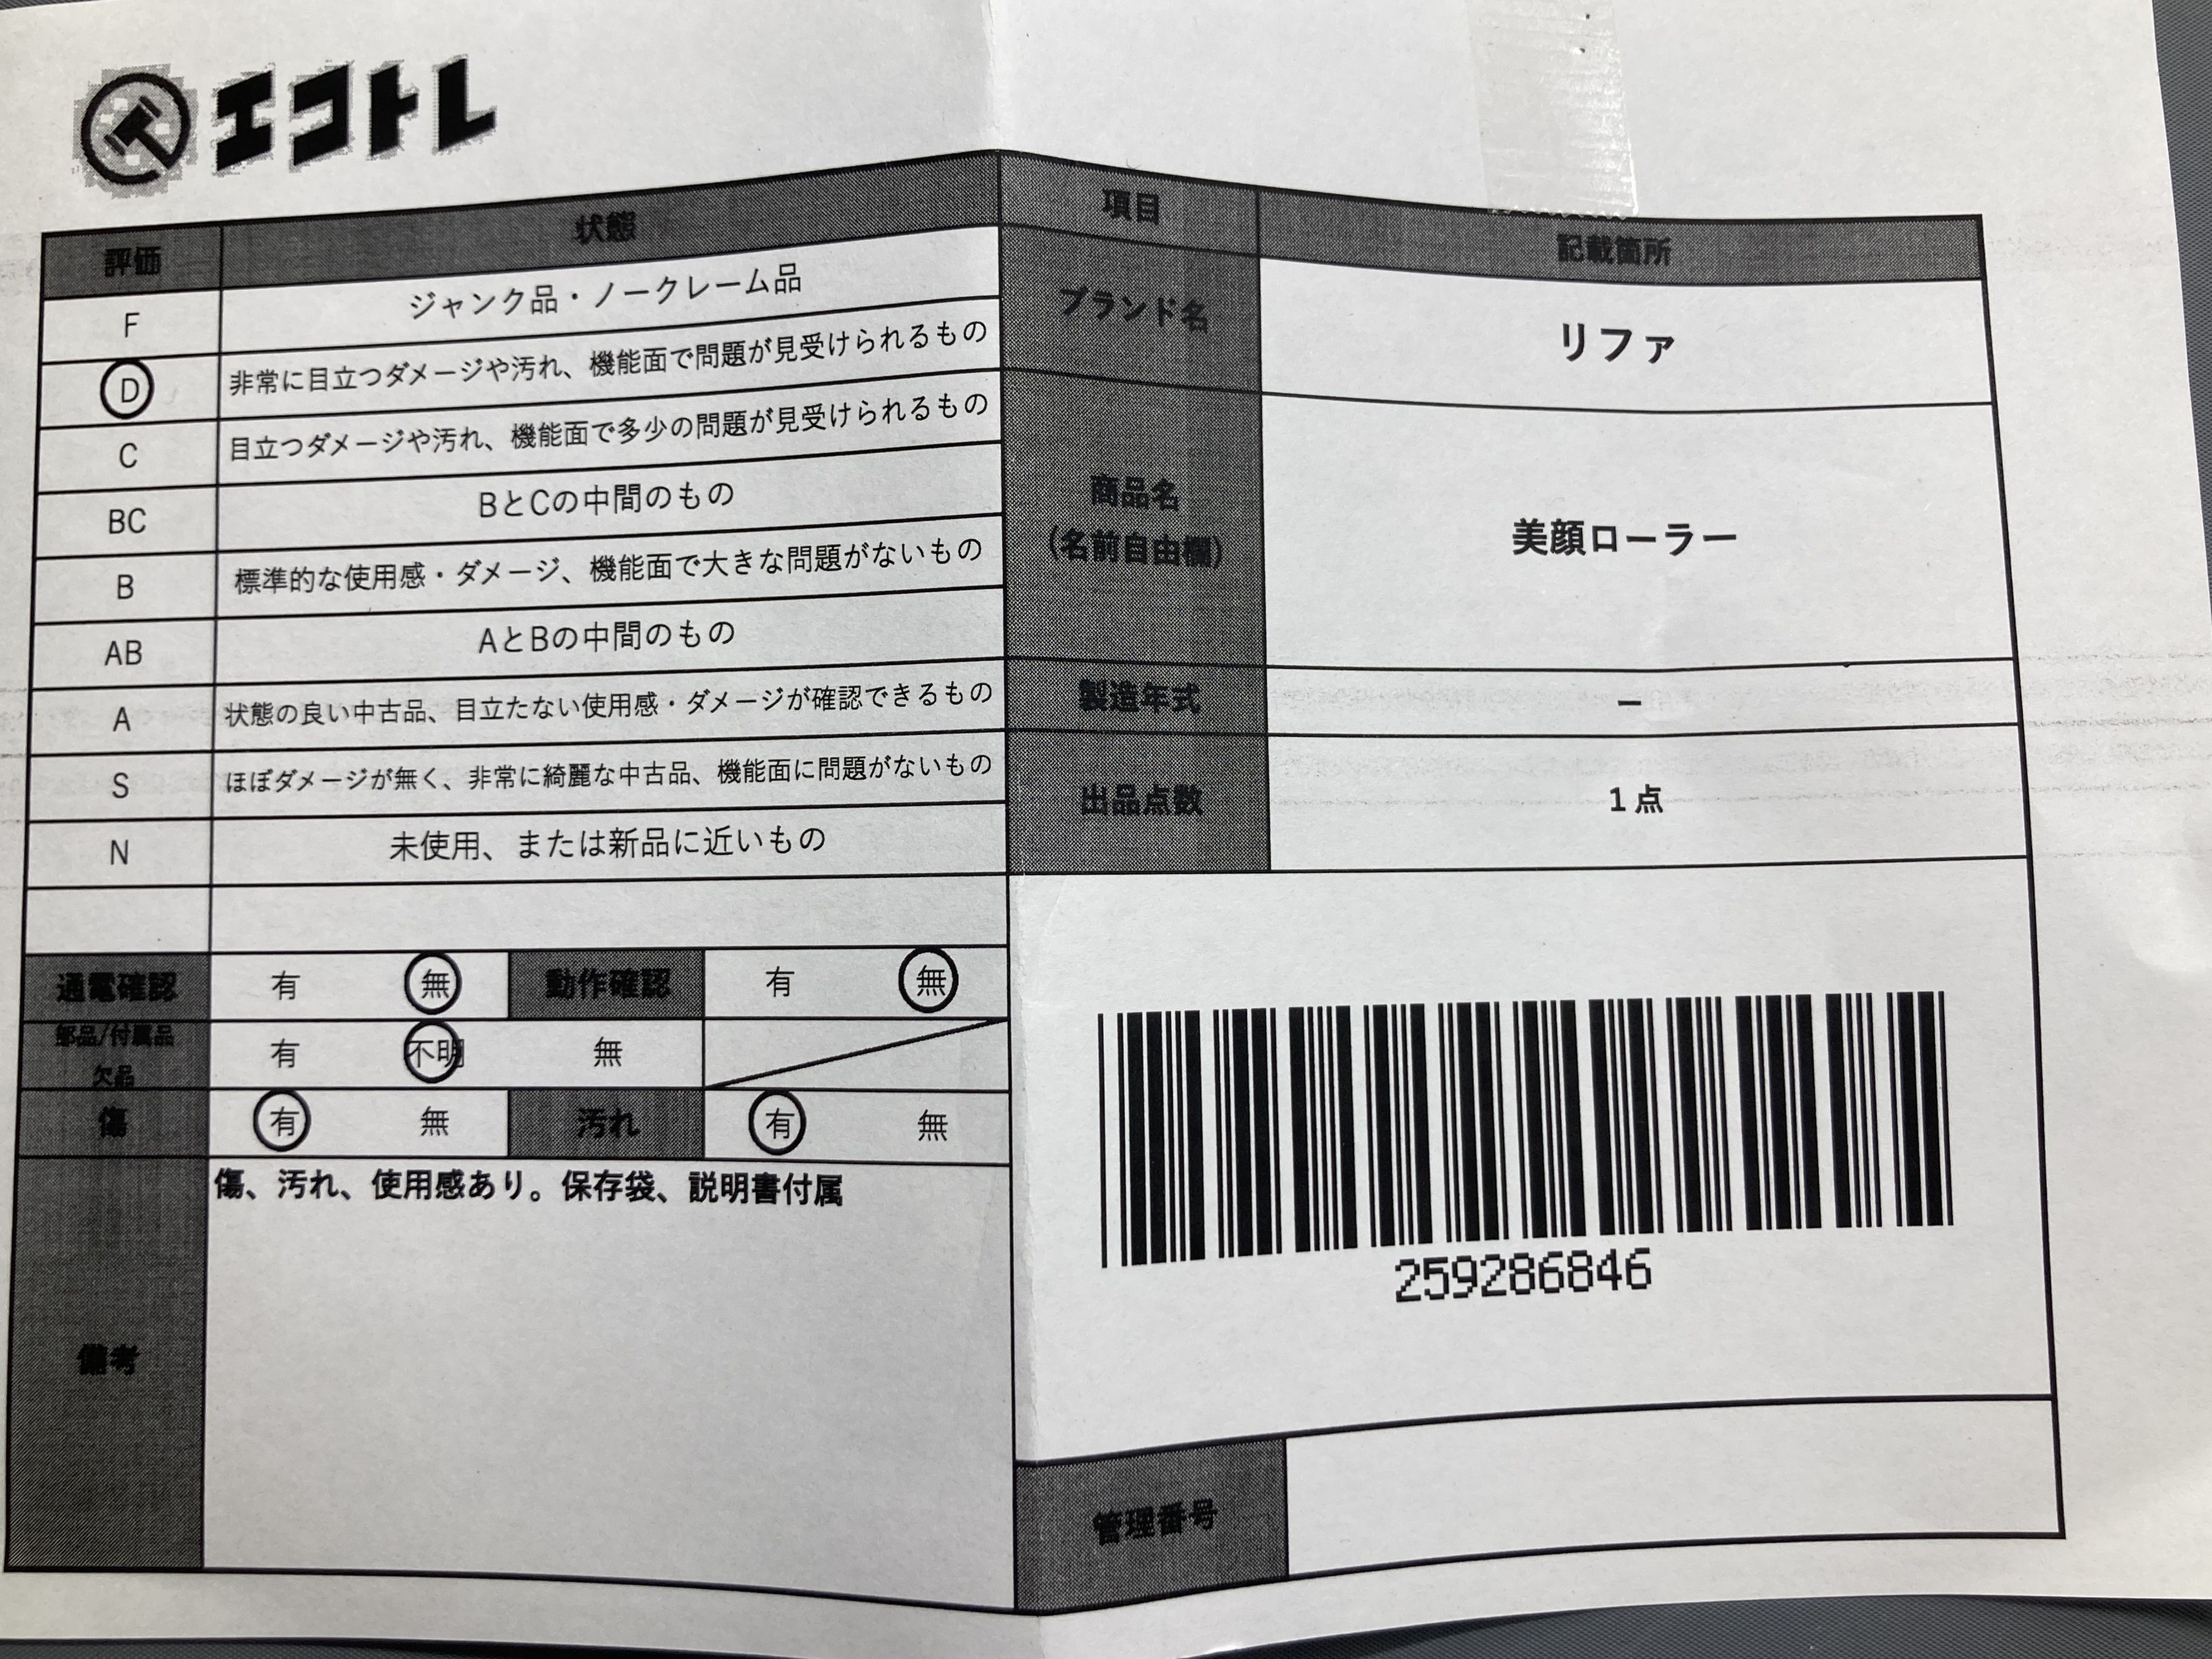 エコトレ
評価 状態
F ジャンク品・ノークレーム品
D 非常に目立つダメージや汚れ、機能面で問題が見受けられるもの
C 目立つダメージや汚れ、機能面で多少の問題が見受けられるもの
BC BとCの中間のもの
B 標準的な使用感・ダメージ、機能面で大きな問題がないもの
AB AとBの中間のもの
A 状態の良い中古品、目立たない使用感・ダメージが確認できるもの
S ほぼダメージが無く、非常に綺麗な中古品、機能面に問題がないもの
N 未使用、または新品に近いもの
通電確認 有 無 動作確認 有 無
部品/付属品
欠品
有 不明 無
傷 有 無 汚れ 有 無
備考
傷、汚れ、使用感あり。保存袋、説明書付属
項目 記載箇所
ブランド名 リファ
商品名
(名前自由欄)
美顔ローラー
製造年式 ー
出品点数 1点
259286846
管理番号